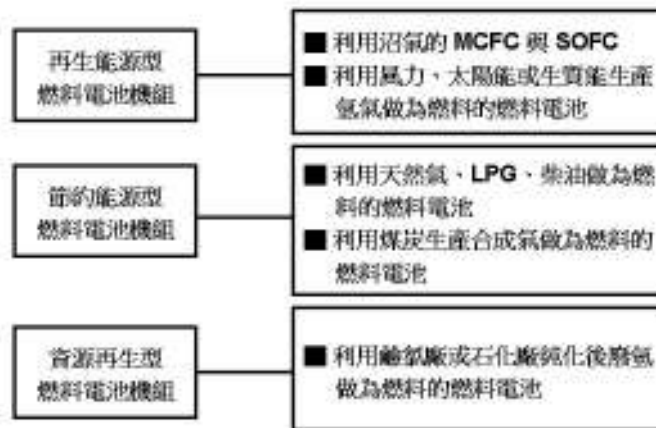 再生能源型
燃料電池機組
■ 利用沼氣的 MCFC 與 SOFC
■ 利用風力、太陽能或生質能生產
氫氣做為燃料的燃料電池
節約能源型
燃料電池機組
■ 利用天然氣、LPG、柴油做為燃
料的燃料電池
■ 利用煤炭生產合成氣做為燃料的
燃料電池
資源再生型
燃料電池機組
■ 利用鹼氯廠或石化廠純化後廢氫
做為燃料的燃料電池